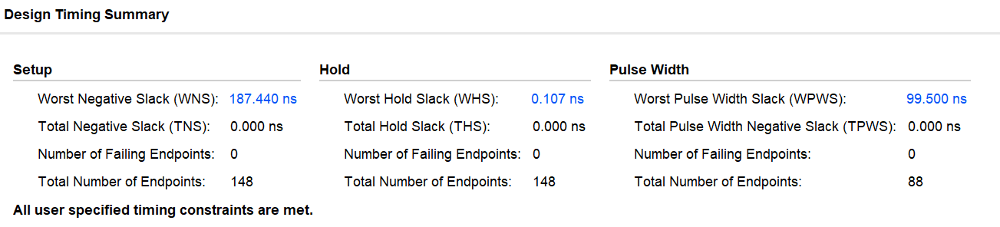 Design Timing Summary
Setup Hold Pulse Width
Worst Negative Slack (WNS): 187.440 ns Worst Hold Slack (WHS): 0.107 ns Worst Pulse Width Slack (WPWS): 99.500 ns
Total Negative Slack (TNS): 0.000 ns Total Hold Slack (THS): 0.000 ns Total Pulse Width Negative Slack (TPWS): 0.000 ns
Number of Failing Endpoints: 0 Number of Failing Endpoints: 0 Number of Failing Endpoints: 0
Total Number of Endpoints: 148 Total Number of Endpoints: 148 Total Number of Endpoints: 88
All user specified timing constraints are met.